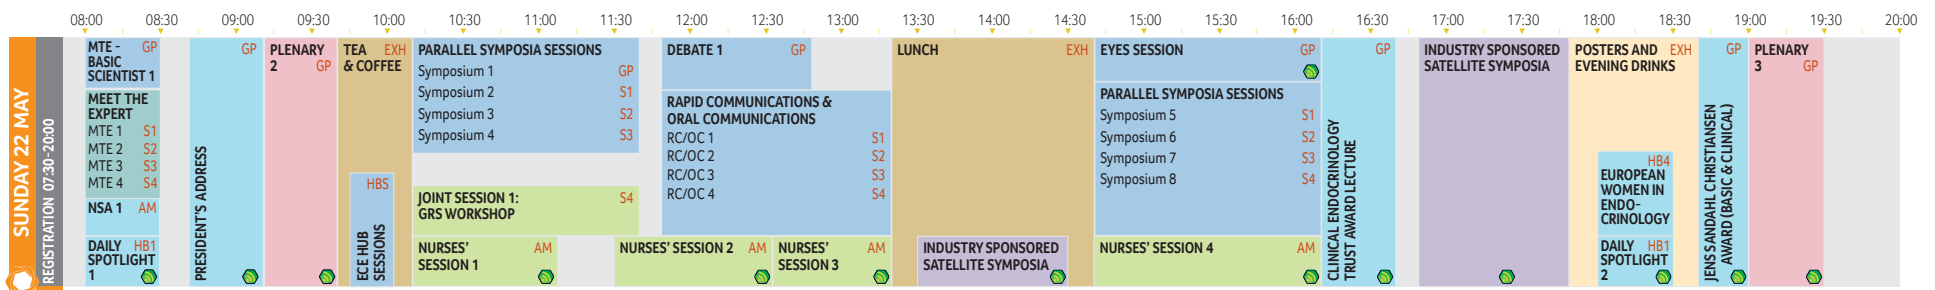 08:00 08:30 09:00 09:30 10:00 10:30 11:00 11:30 12:00 12:30 13:00 13:30 14:00 14:30 15:00 15:30 16:00 16:30 17:00 17:30 18:00 18:30 19:00 19:30 20:00
SUNDAY 22 MAY
REGISTRATION 07:30-20:00
MTE - GP
BASIC
SCIENTIST 1
MEET THE
EXPERT
MTE 1 S1
MTE 2 S2
MTE 3 S3
MTE 4 S4
NSA 1 AM
DAILY HB1
SPOTLIGHT
1
GP
PRESIDENT'S ADDRESS
PLENARY
2 GP
TEA EXH
& COFFEE
HBS
ECE HUB
SESSIONS
PARALLEL SYMPOSIA SESSIONS
Symposium 1 GP
Symposium 2 S1
Symposium 3 S2
Symposium 4 S3
JOINT SESSION 1: S4
GRS WORKSHOP
NURSES' AM
SESSION 1
DEBATE 1 GP
RAPID COMMUNICATIONS &
ORAL COMMUNICATIONS
RC/OC 1 S1
RC/OC 2 S2
RC/OC 3 S3
RC/OC 4 S4
NURSES' SESSION 2 AM
NURSES' AM
SESSION 3
LUNCH EXH
INDUSTRY SPONSORED
SATELLITE SYMPOSIA
EYES SESSION GP
PARALLEL SYMPOSIA SESSIONS
Symposium 5 S1
Symposium 6 S2
Symposium 7 S3
Symposium 8 S4
NURSES' SESSION 4 AM
GP
CLINICAL ENDOCRINOLOGY
TRUST AWARD LECTURE
INDUSTRY SPONSORED
SATELLITE SYMPOSIA
POSTERS AND EXH
EVENING DRINKS
HB4
EUROPEAN
WOMEN IN
ENDO-
CRINOLOGY
DAILY HB1
SPOTLIGHT
2
GP
JENS SANDAHL CHRISTIANSEN
AWARD (BASIC & CLINICAL)
PLENARY
3 GP